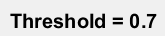 Threshold = 0.7